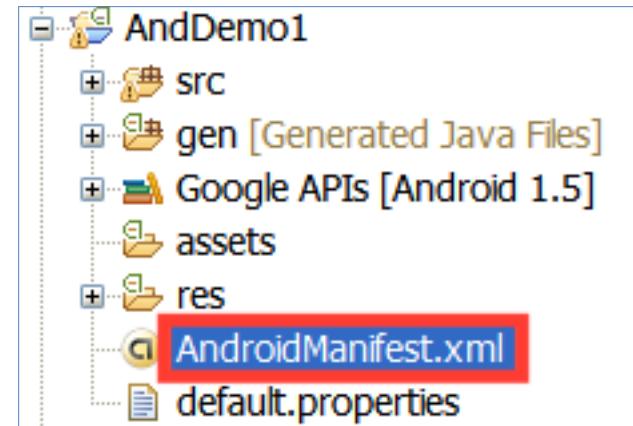 AndDemo1
src
gen [Generated Java Files]
Google APIs [Android 1.5]
assets
res
AndroidManifest.xml
default.properties